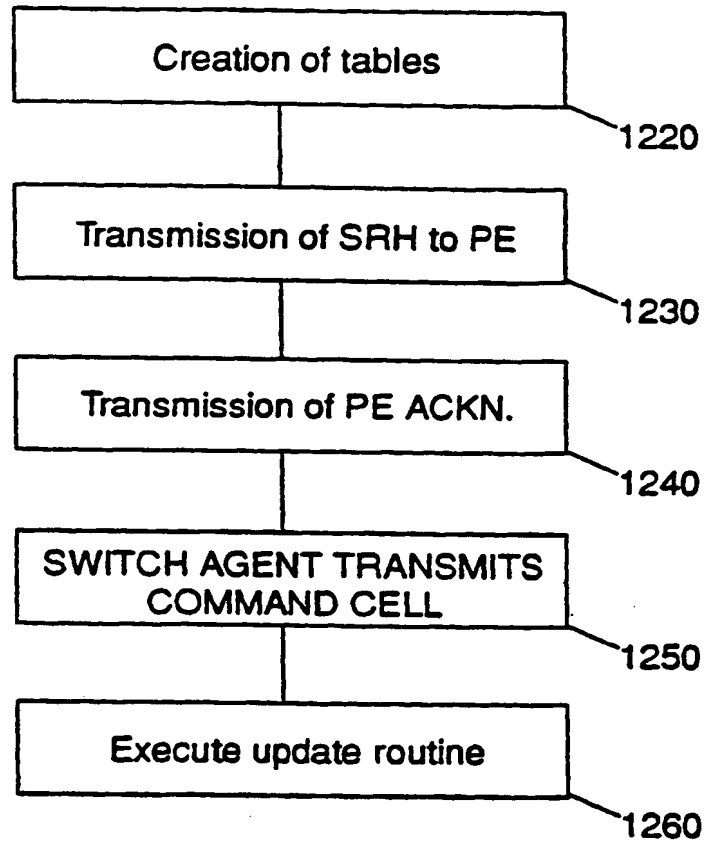 Creation of tables
1220
Transmission of SRH to PE
1230
Transmission of PE ACKN.
1240
SWITCH AGENT TRANSMITS
COMMAND CELL
1250
Execute update routine
1260